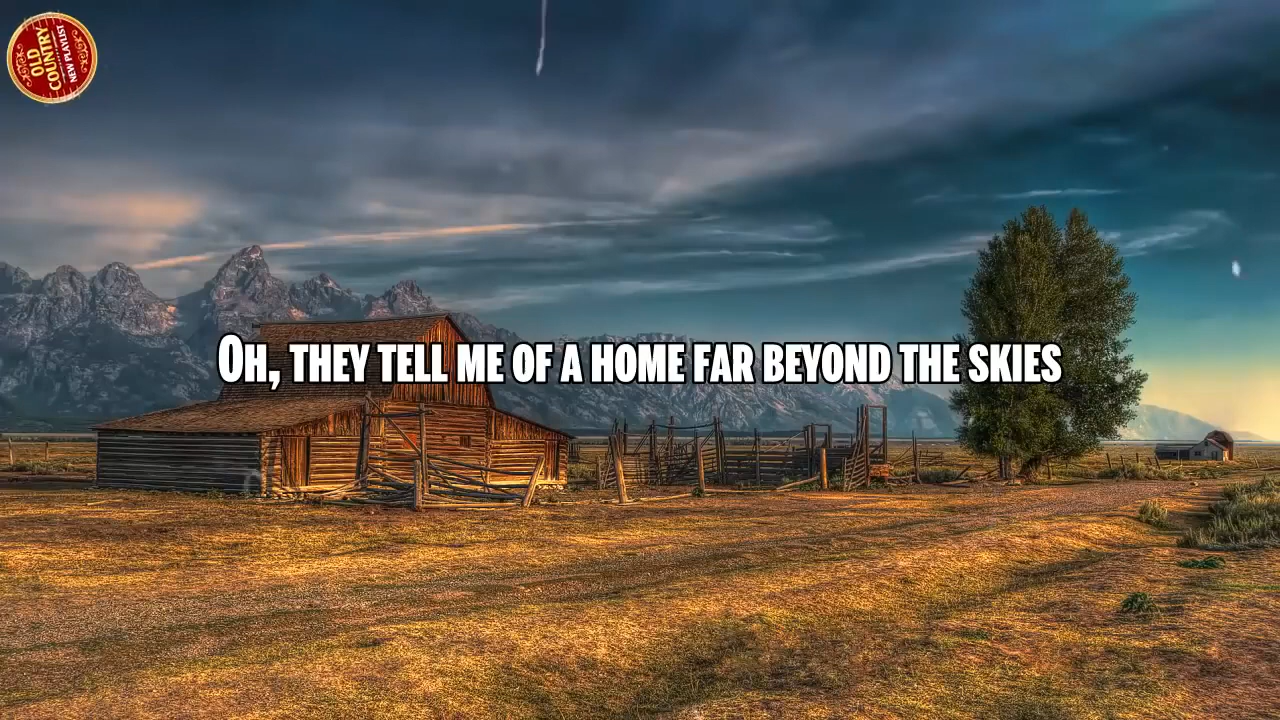 OLD
COUNTRY
NEW PLAYLIST
OH, THEY TELL ME OF A HOME FAR BEYOND THE SKIES